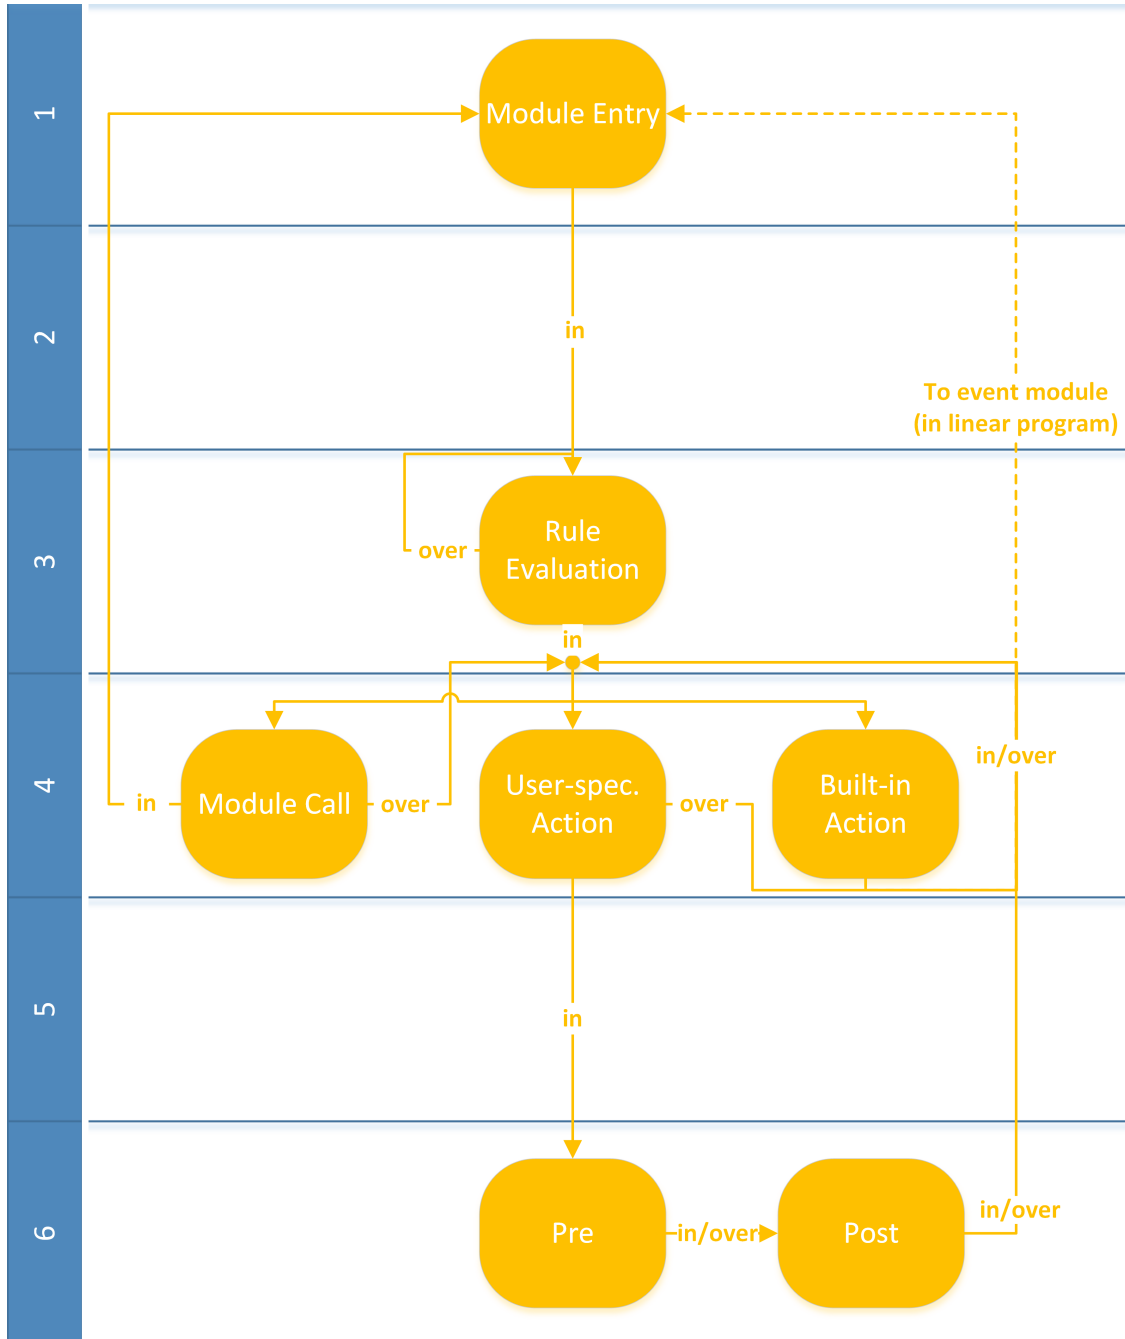 1
Module Entry
2
in
To event module
(in linear program)
3
Rule
Evaluation
over
in
4
in
Module Call
over
User-spec.
Action
over
Built-in
Action
in/over
5
in
6
Pre
in/over
Post
in/over